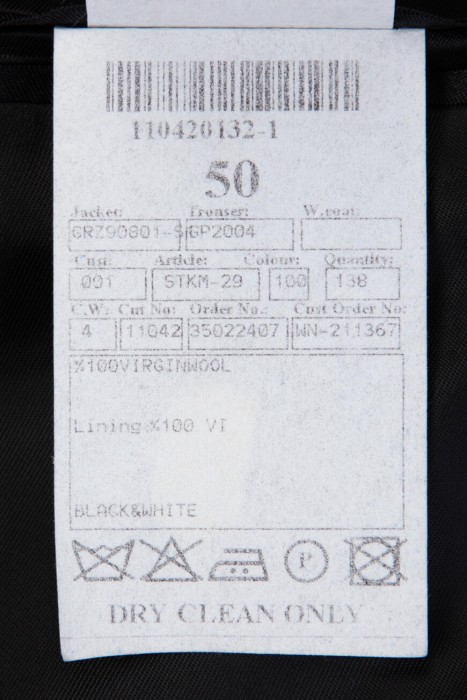 110420132-1
50
Jacket: Trouser: W.coat:
CRZ90801-S GP2004
Cust: Article: Colour: Quantity:
001 STKM-29 100 138
C.W: Cut No: Order No.: Cust Order No:
4 11042 35022407 WN-211367
%100VIRGINWOOL
Lining:%100 VI
BLACK&WHITE
P
DRY CLEAN ONLY